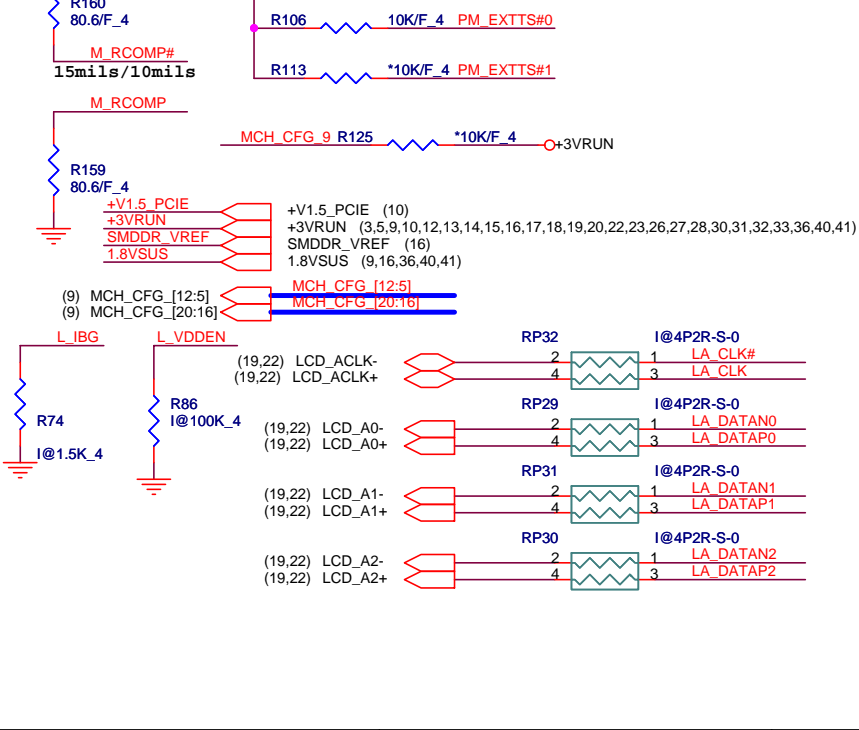 R160
80.6/F_4
M_RCOMP#
15mils/10mils
R106 10K/F_4 PM_EXTTS#0
R113 *10K/F_4 PM_EXTTS#1
M_RCOMP
R159
80.6/F_4
MCH_CFG_9 R125 *10K/F_4 +3VRUN
+V1.5_PCIE +V1.5_PCIE (10)
+3VRUN +3VRUN (3,5,9,10,12,13,14,15,16,17,18,19,20,22,23,26,27,28,30,31,32,33,36,40,41)
SMDDR_VREF SMDDR_VREF (16)
1.8VSUS 1.8VSUS (9,16,36,40,41)
(9) MCH_CFG_[12:5] MCH_CFG_[12:5]
(9) MCH_CFG_[20:16] MCH_CFG_[20:16]
L_IBG
R74
I@1.5K_4
L_VDDEN
R86
I@100K_4
RP32 I@4P2R-S-0
(19,22) LCD_ACLK- 2 1 LA_CLK#
(19,22) LCD_ACLK+ 4 3 LA_CLK
RP29 I@4P2R-S-0
(19,22) LCD_A0- 2 1 LA_DATAN0
(19,22) LCD_A0+ 4 3 LA_DATAP0
RP31 I@4P2R-S-0
(19,22) LCD_A1- 2 1 LA_DATAN1
(19,22) LCD_A1+ 4 3 LA_DATAP1
RP30 I@4P2R-S-0
(19,22) LCD_A2- 2 1 LA_DATAN2
(19,22) LCD_A2+ 4 3 LA_DATAP2